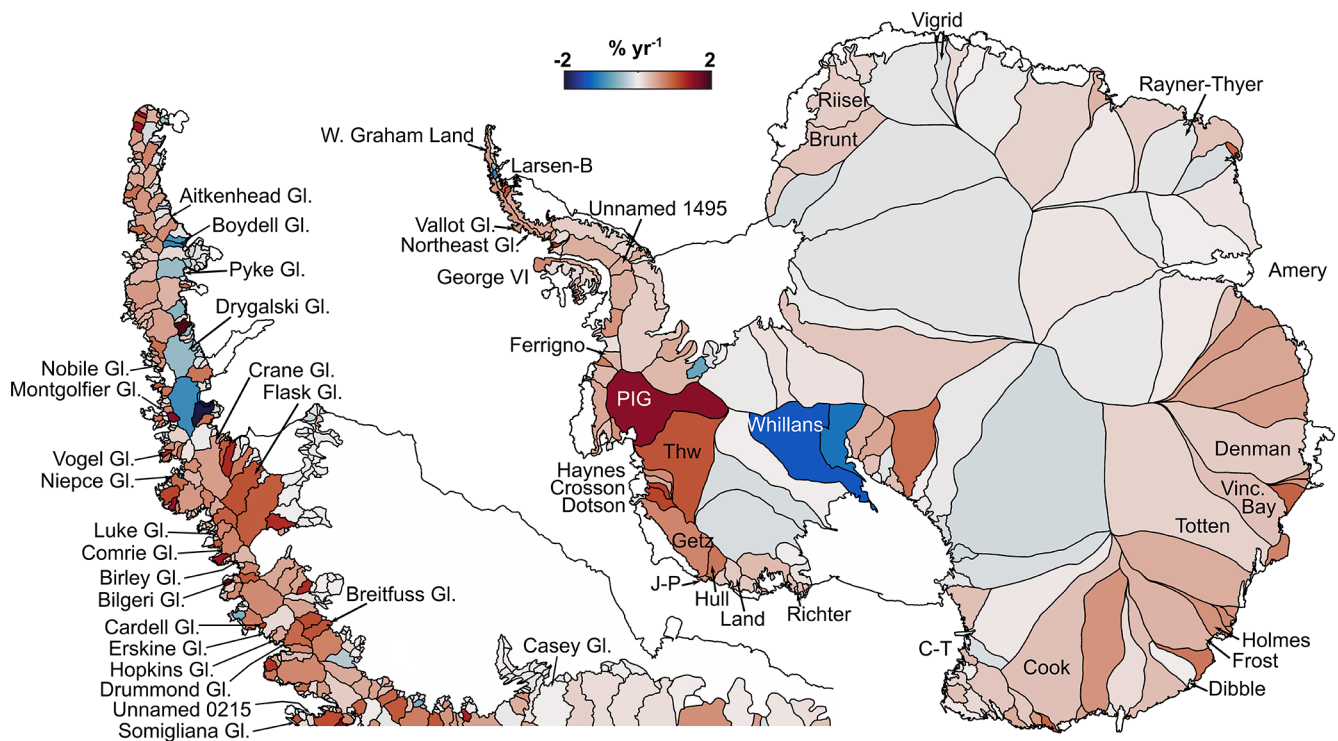 Vigrid
% yr-1
-2
2
Rayner-Thyer
Riiser
Brunt
W. Graham Land
Larsen-B
Unnamed 1495
Vallot Gl.
Northeast Gl.
George VI
Amery
Ferrigno
PIG
Whillans
Thw
Haynes
Crosson
Dotson
Getz
J-P
Hull
Land
Richter
Denman
Vinc.
Bay
Totten
Holmes
Frost
Dibble
C-T
Cook
Aitkenhead Gl.
Boydell Gl.
Pyke Gl.
Drygalski Gl.
Nobile Gl.
Montgolfier Gl.
Crane Gl.
Flask Gl.
Vogel Gl.
Niepce Gl.
Luke Gl.
Comrie Gl.
Birley Gl.
Bilgeri Gl.
Breitfuss Gl.
Cardell Gl.
Erskine Gl.
Hopkins Gl.
Drummond Gl.
Unnamed 0215
Somigliana Gl.
Casey Gl.